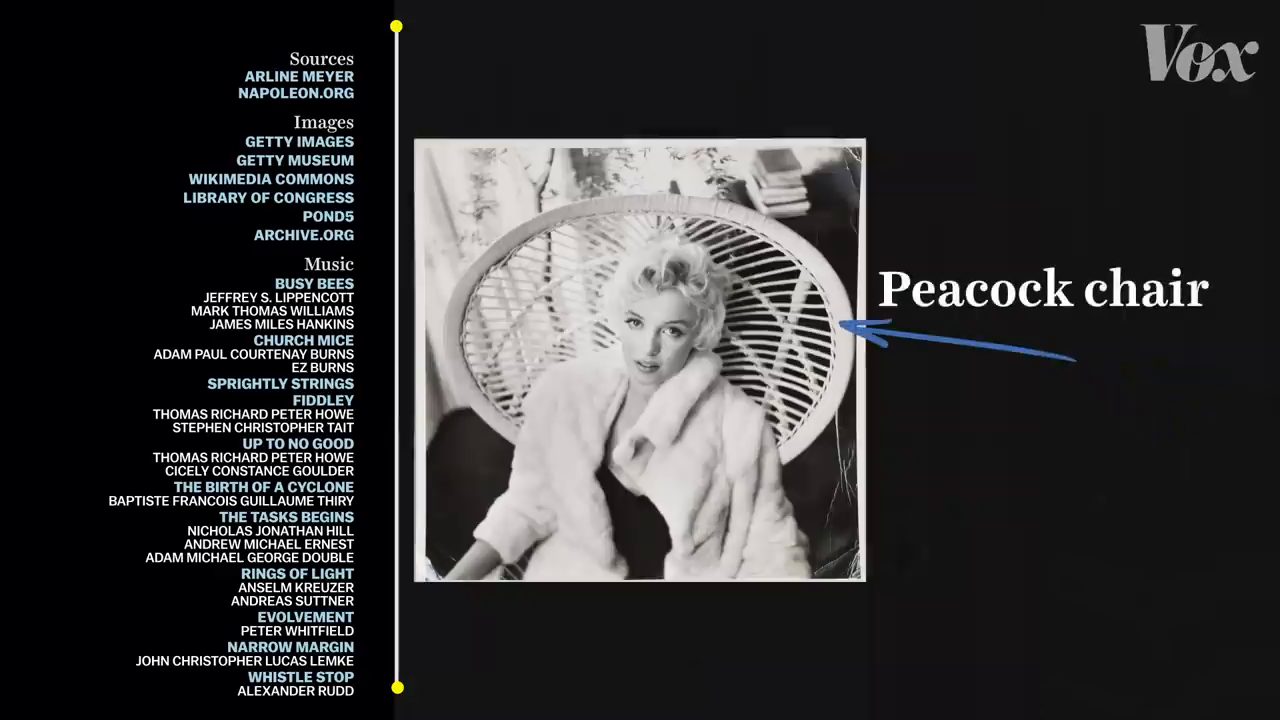 Sources
ARLINE MEYER
NAPOLEON.ORG
Images
GETTY IMAGES
GETTY MUSEUM
WIKIMEDIA COMMONS
LIBRARY OF CONGRESS
POND5
ARCHIVE.ORG
Music
BUSY BEES
JEFFREY S. LIPPENCOTT
MARK THOMAS WILLIAMS
JAMES MILES HANKINS
CHURCH MICE
ADAM PAUL COURTENAY BURNS
EZ BURNS
SPRIGHTLY STRINGS
FIDDLEY
THOMAS RICHARD PETER HOWE
STEPHEN CHRISTOPHER TAIT
UP TO NO GOOD
THOMAS RICHARD PETER HOWE
CICELY CONSTANCE GOULDER
THE BIRTH OF A CYCLONE
BAPTISTE FRANCOIS GUILLAUME THIRY
THE TASKS BEGINS
NICHOLAS JONATHAN HILL
ANDREW MICHAEL ERNEST
ADAM MICHAEL GEORGE DOUBLE
RINGS OF LIGHT
ANSELM KREUZER
ANDREAS SUTTNER
EVOLVEMENT
PETER WHITFIELD
NARROW MARGIN
JOHN CHRISTOPHER LUCAS LEMKE
WHISTLE STOP
ALEXANDER RUDD
Peacock chair
Vox